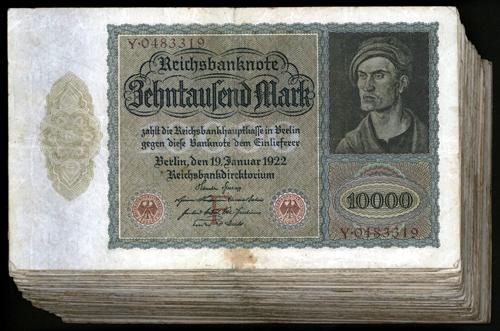 Y·0483319
Reichsbanknote
Zehntausend Mark
zahlt die Reichsbankhauptkasse in Berlin
gegen diese Banknote dem Einlieferer
Berlin, den 19. Januar 1922
Reichsbankdirektorium
10000
Y·0483319